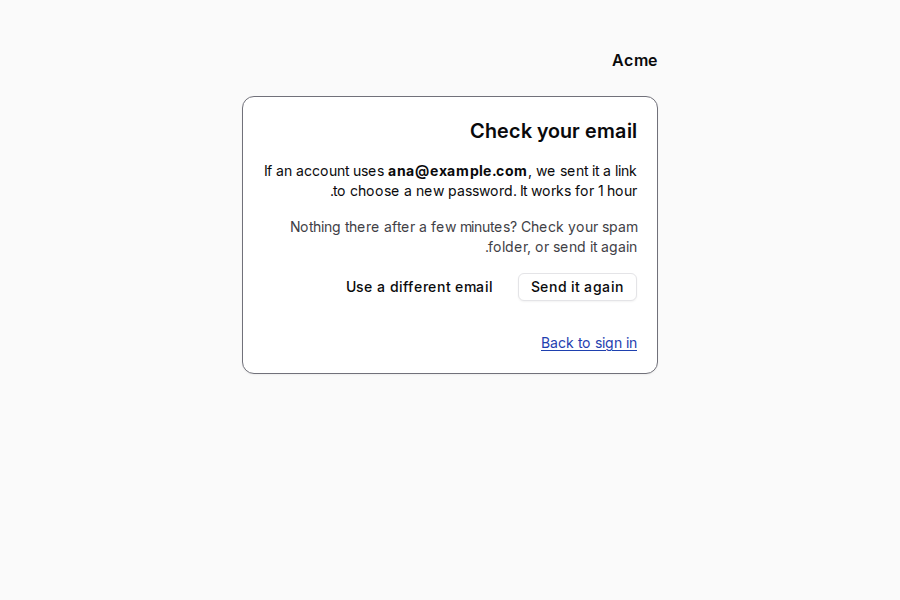 Acme
Check your email
If an account uses ana@example.com, we sent it a link
.to choose a new password. It works for 1 hour
Nothing there after a few minutes? Check your spam
.folder, or send it again
Send it again
Use a different email
Back to sign in